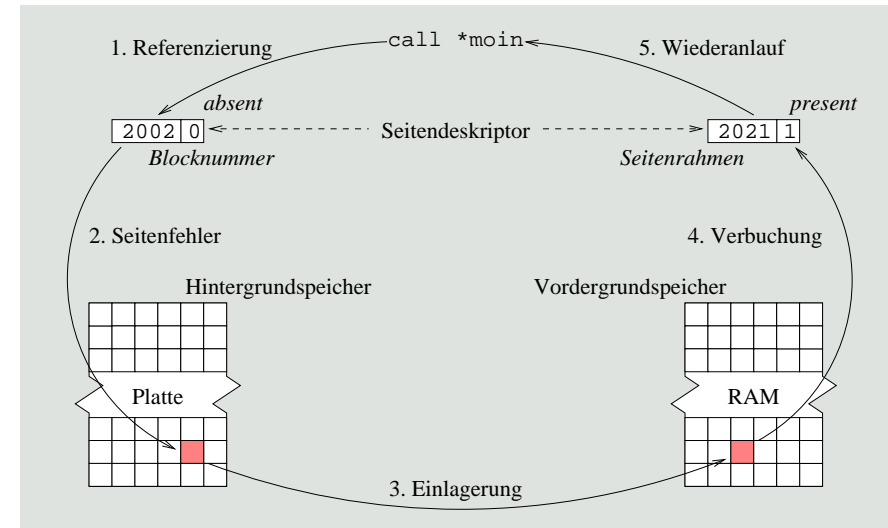 call *moin
1. Referenzierung
5. Wiederanlauf
absent
present
2002 0
Seitendeskriptor
2021 1
Blocknummer
Seitenrahmen
2. Seitenfehler
4. Verbuchung
Hintergrundspeicher
Vordergrundspeicher
Platte
RAM
3. Einlagerung